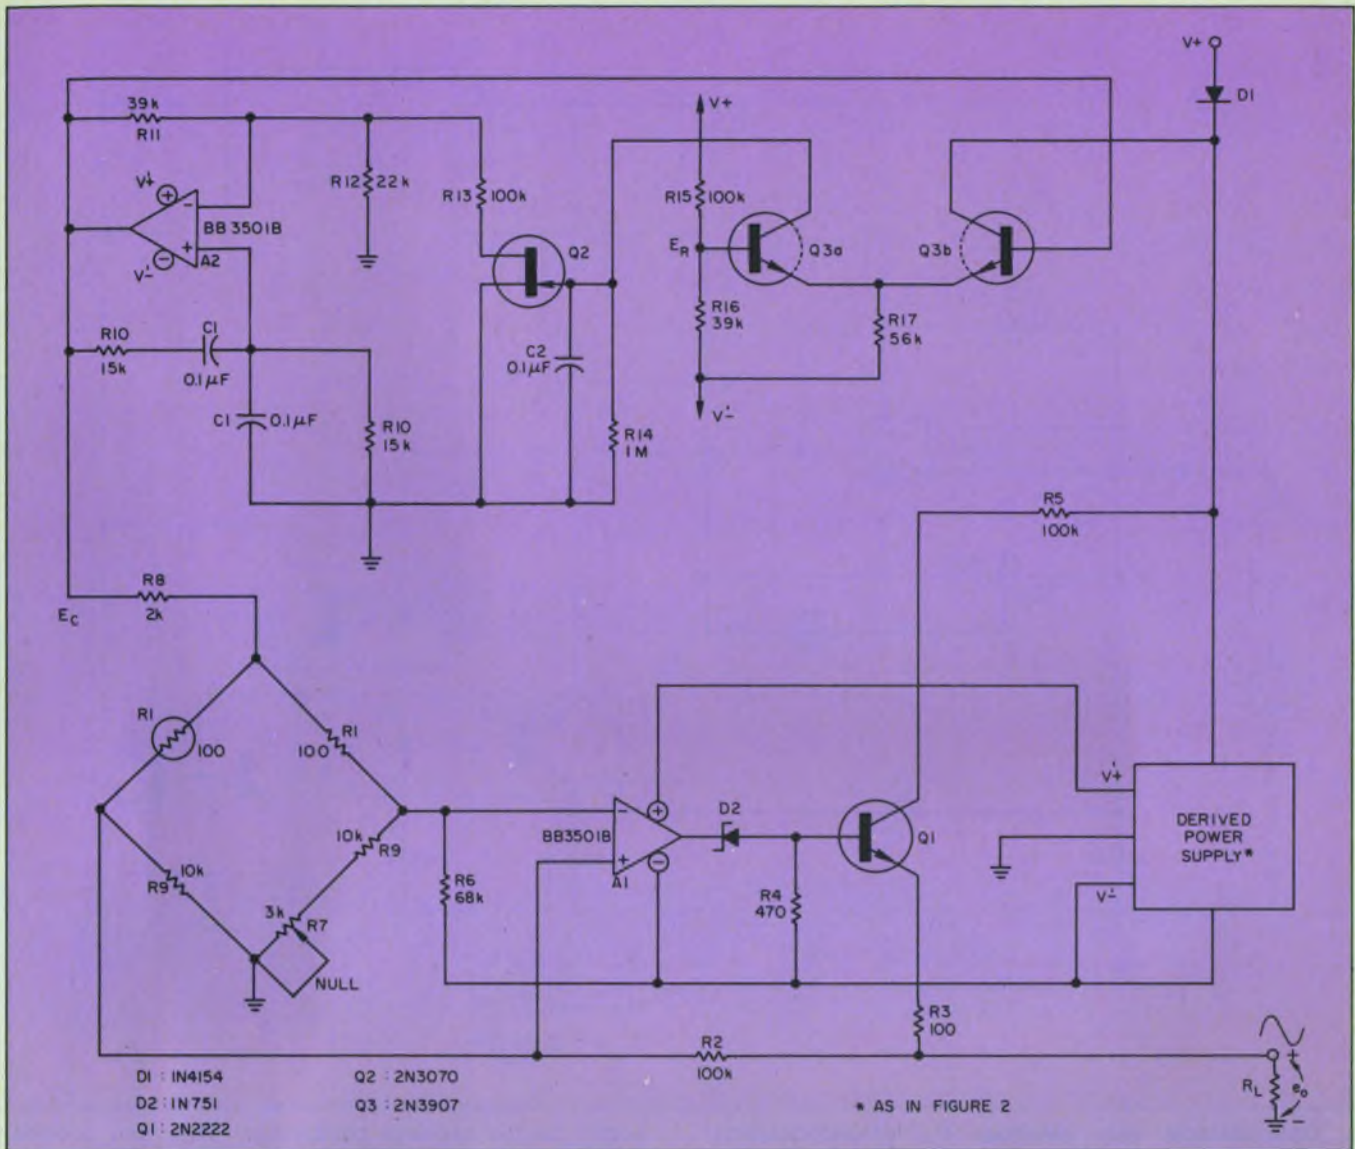 V+
D1
39k
R11
V'+
BB 3501B
A2
V'-
R12 22k
R13 100k
Q2
V+
R15 100k
ER
Q3a
Q3b
R16
39k
R17
56k
V'-
R10
15k
C1
0.1µF
C1 0.1µF
R10
15k
C2
0.1µF
R14
1M
R5
100k
R8
2k
EC
R1
100
R1
100
10k
R9
10k
R9
3k
R7
NULL
R6
68k
BB3501B
A1
D2
R4
470
Q1
V'+
V'-
DERIVED
POWER
SUPPLY*
R3
100
R2
100k
RL
+
eo
-
D1 : 1N4154
D2 : 1N751
Q1 : 2N2222
Q2 : 2N3070
Q3 : 2N3907
* AS IN FIGURE 2